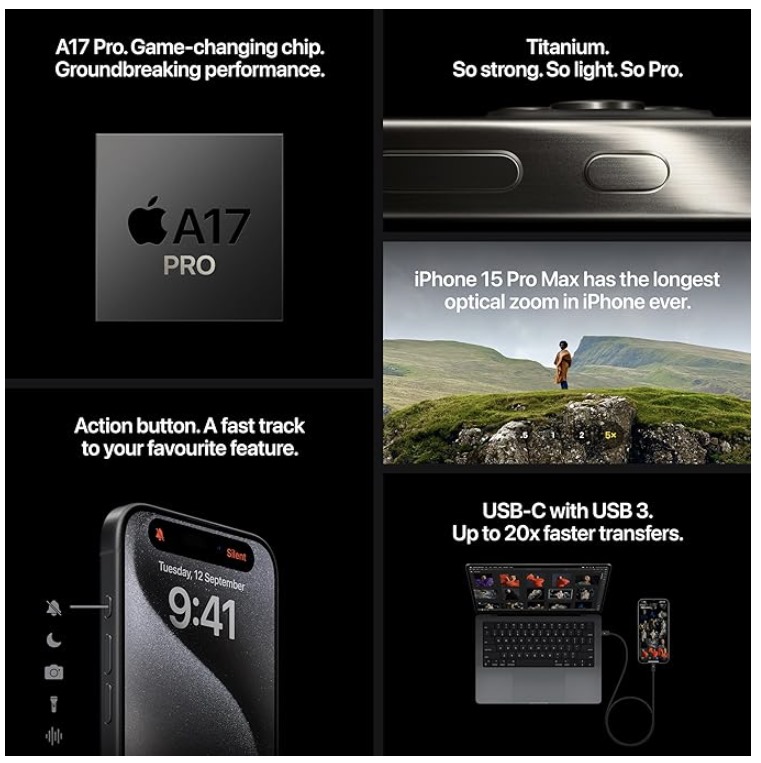 A17 Pro. Game-changing chip.
Groundbreaking performance.
A17
PRO
Titanium.
So strong. So light. So Pro.
iPhone 15 Pro Max has the longest
optical zoom in iPhone ever.
.5 1 2 5×
Action button. A fast track
to your favourite feature.
Silent
Tuesday, 12 September
9:41
USB-C with USB 3.
Up to 20x faster transfers.